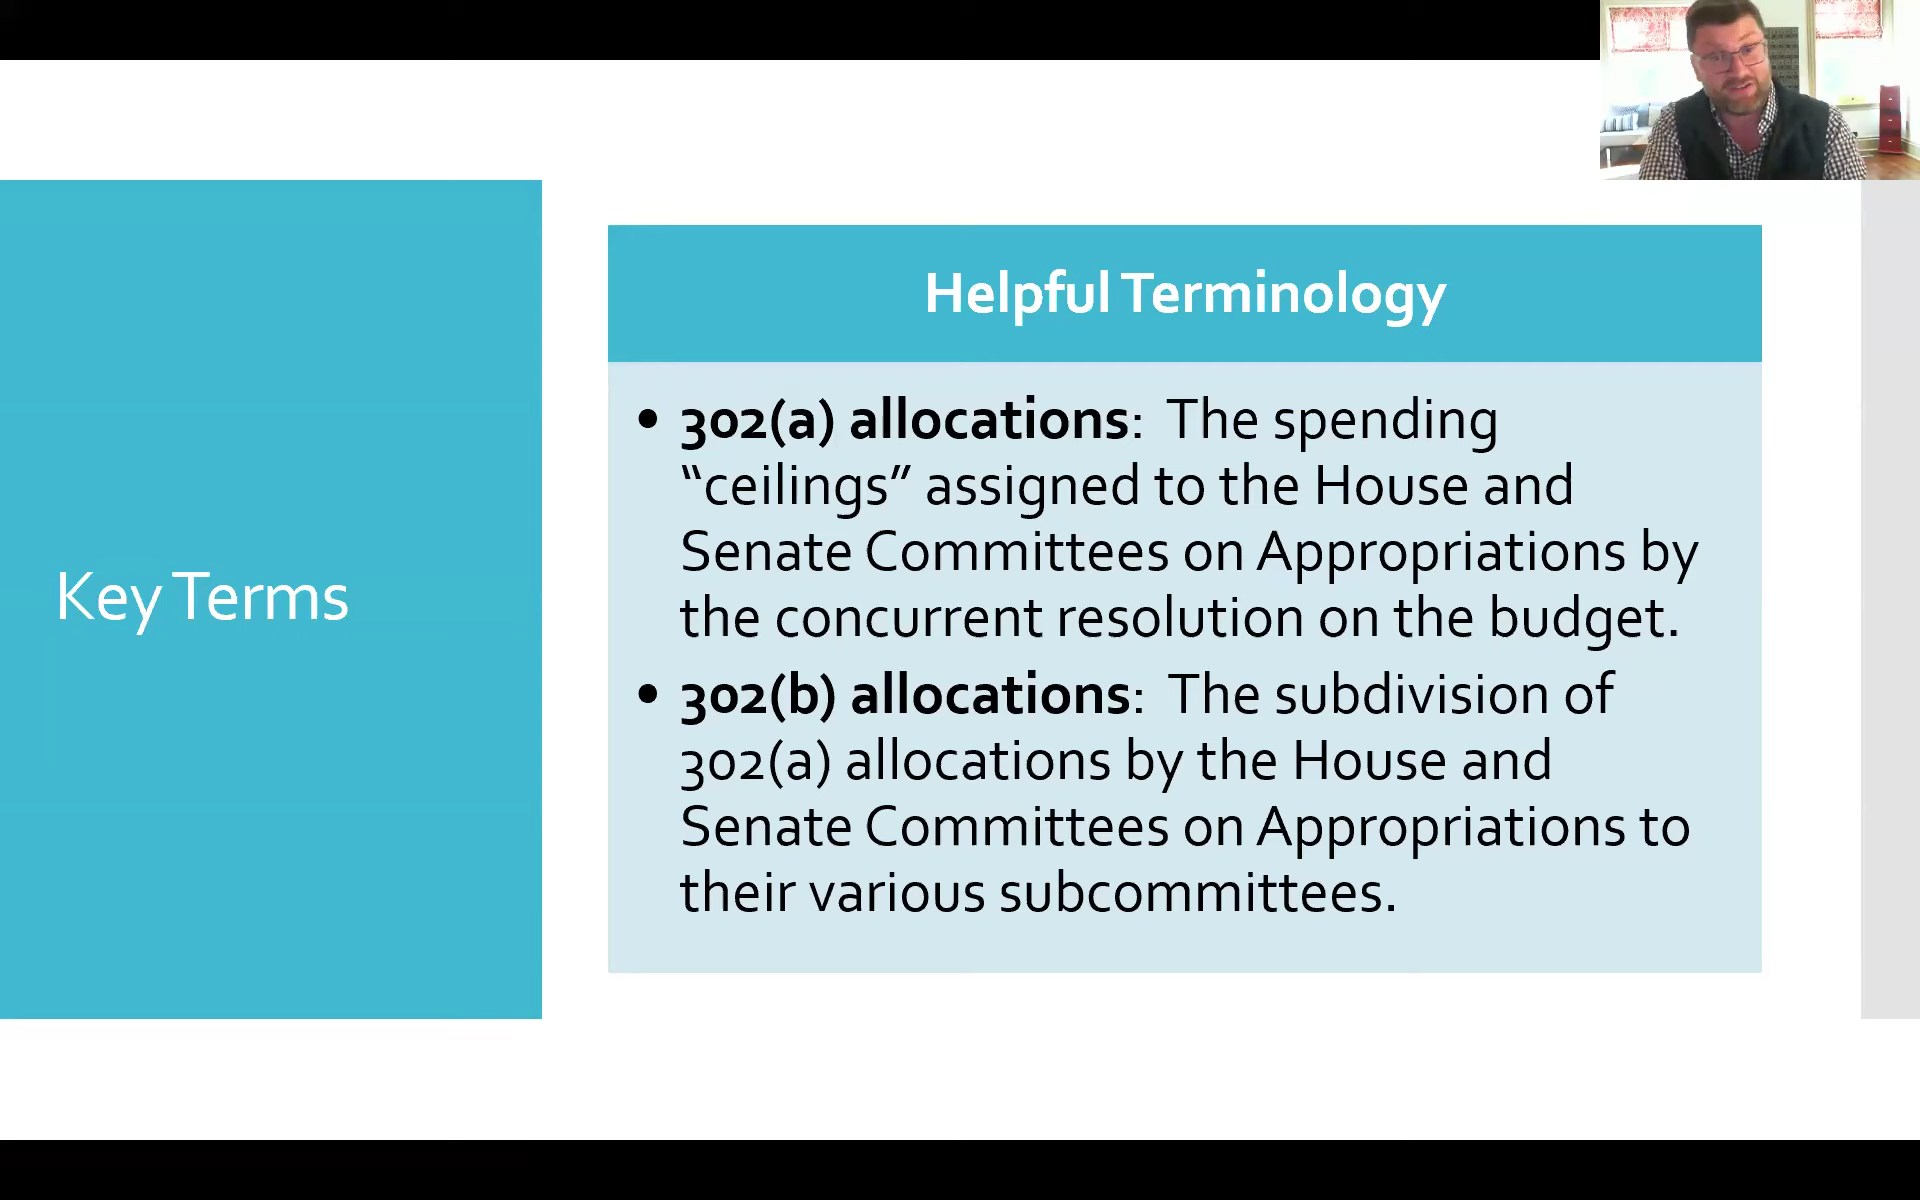 Key Terms
Helpful Terminology
• 302(a) allocations: The spending
“ceilings” assigned to the House and
Senate Committees on Appropriations by
the concurrent resolution on the budget.
• 302(b) allocations: The subdivision of
302(a) allocations by the House and
Senate Committees on Appropriations to
their various subcommittees.